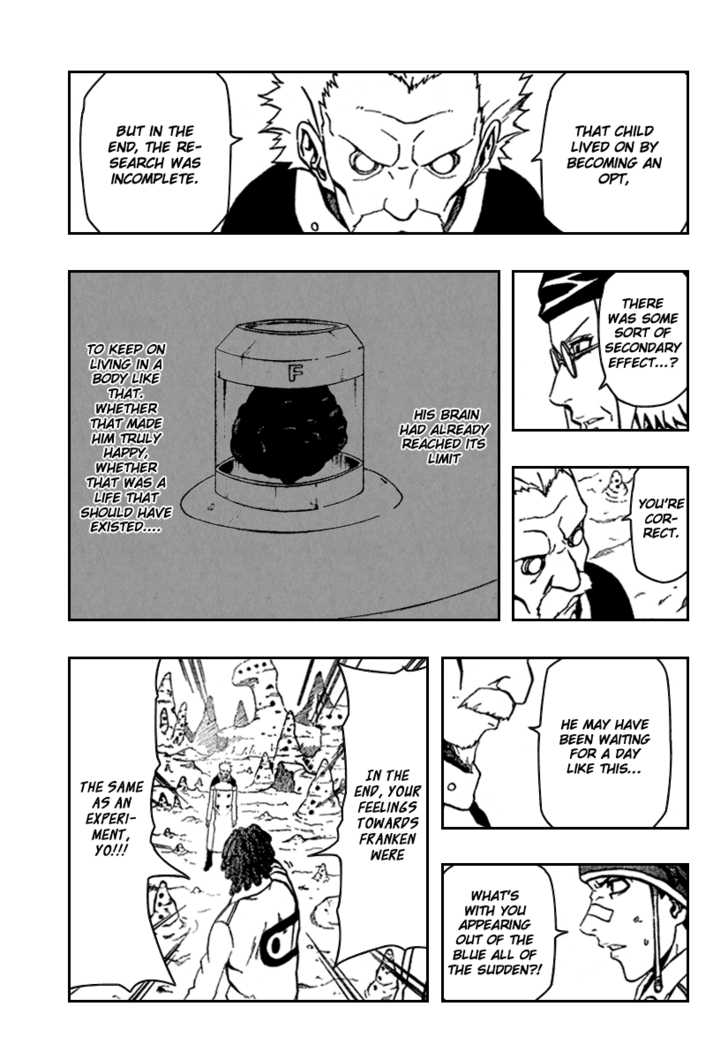 THAT CHILD
LIVED ON BY
BECOMING AN
OPT,
BUT IN THE
END, THE RE-
SEARCH WAS
INCOMPLETE.
THERE
WAS SOME
SORT OF
SECONDARY
EFFECT...?
YOU'RE
COR-
RECT.
HIS BRAIN
HAD ALREADY
REACHED ITS
LIMIT
F
TO KEEP ON
LIVING IN A
BODY LIKE
THAT.
WHETHER
THAT MADE
HIM TRULY
HAPPY,
WHETHER
THAT WAS A
LIFE THAT
SHOULD HAVE
EXISTED....
HE MAY HAVE
BEEN WAITING
FOR A DAY
LIKE THIS...
WHAT'S
WITH YOU
APPEARING
OUT OF THE
BLUE ALL OF
THE SUDDEN?!
IN THE
END, YOUR
FEELINGS
TOWARDS
FRANKEN
WERE
THE SAME
AS AN
EXPERI-
MENT,
YO!!!